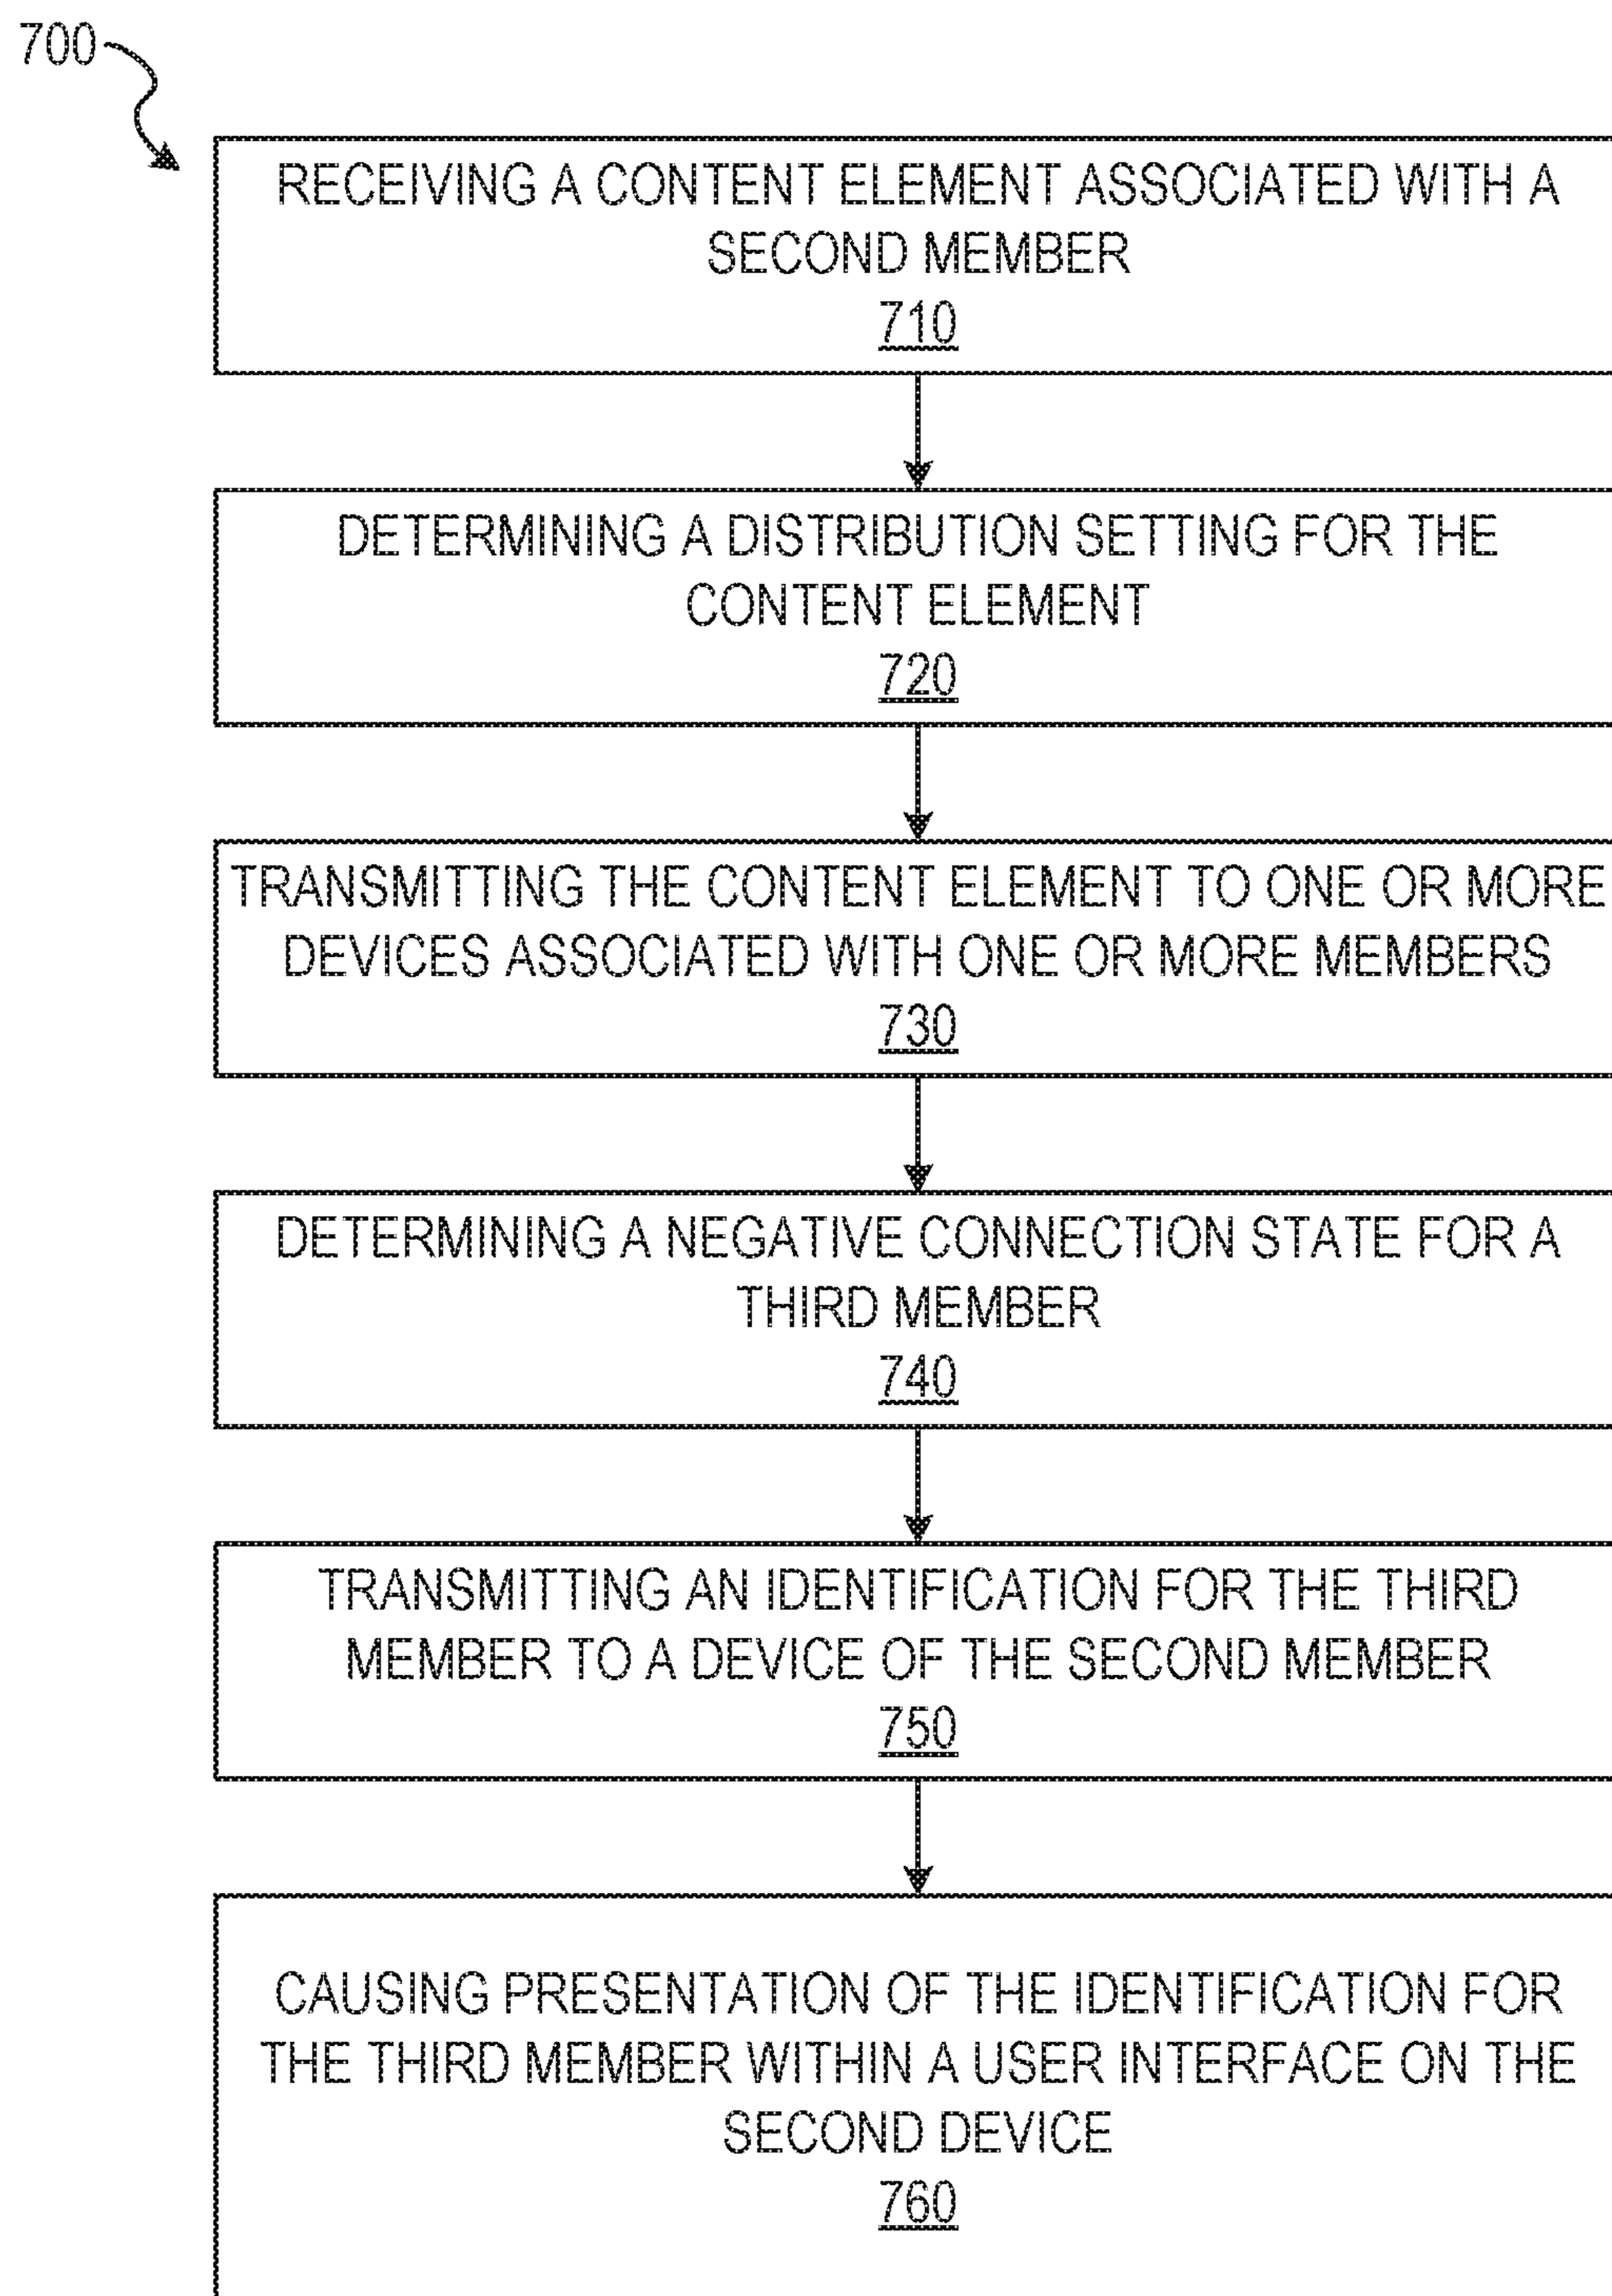 700
RECEIVING A CONTENT ELEMENT ASSOCIATED WITH A
SECOND MEMBER
710
DETERMINING A DISTRIBUTION SETTING FOR THE
CONTENT ELEMENT
720
TRANSMITTING THE CONTENT ELEMENT TO ONE OR MORE
DEVICES ASSOCIATED WITH ONE OR MORE MEMBERS
730
DETERMINING A NEGATIVE CONNECTION STATE FOR A
THIRD MEMBER
740
TRANSMITTING AN IDENTIFICATION FOR THE THIRD
MEMBER TO A DEVICE OF THE SECOND MEMBER
750
CAUSING PRESENTATION OF THE IDENTIFICATION FOR
THE THIRD MEMBER WITHIN A USER INTERFACE ON THE
SECOND DEVICE
760